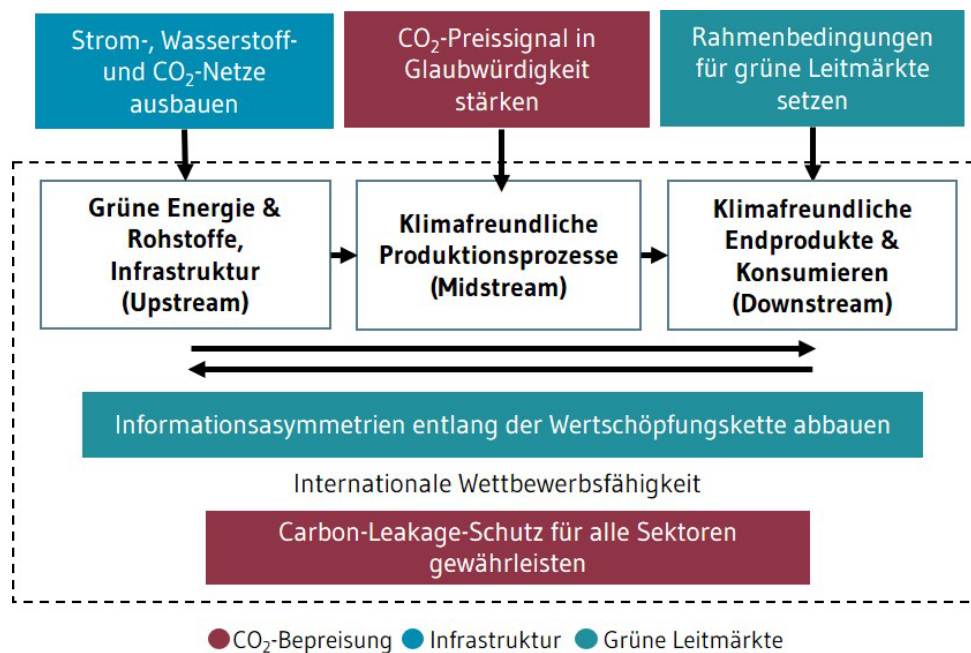 Strom-, Wasserstoff-
und CO₂-Netze
ausbauen
CO₂-Preissignal in
Glaubwürdigkeit
stärken
Rahmenbedingungen
für grüne Leitmärkte
setzen
Grüne Energie &
Rohstoffe,
Infrastruktur
(Upstream)
Klimafreundliche
Produktionsprozesse
(Midstream)
Klimafreundliche
Endprodukte &
Konsumieren
(Downstream)
Informationsasymmetrien entlang der Wertschöpfungskette abbauen
Internationale Wettbewerbsfähigkeit
Carbon-Leakage-Schutz für alle Sektoren
gewährleisten
CO₂-Bepreisung Infrastruktur Grüne Leitmärkte